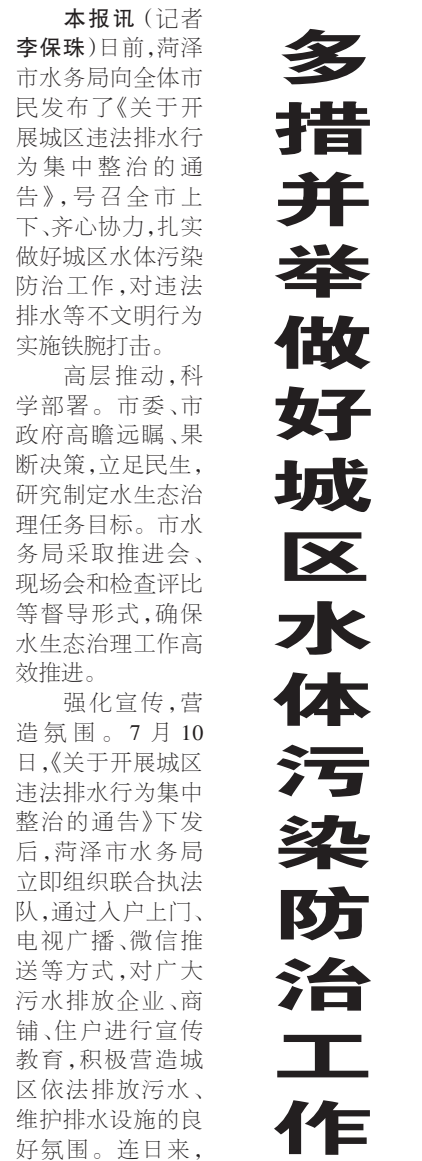 多措并举做好城区水体污染防治工作
本报讯（记者
李保珠）日前，菏泽
市水务局向全体市
民发布了《关于开
展城区违法排水行
为集中整治的通
告》，号召全市上
下、齐心协力，扎实
做好城区水体污染
防治工作，对违法
排水等不文明行为
实施铁腕打击。
高层推动，科
学部署。市委、市
政府高瞻远瞩、果
断决策，立足民生，
研究制定水生态治
理任务目标。市水
务局采取推进会、
现场会和检查评比
等督导形式，确保
水生态治理工作高
效推进。
强化宣传，营
造氛围。7月10
日，《关于开展城区
违法排水行为集中
整治的通告》下发
后，菏泽市水务局
立即组织联合执法
队，通过入户上门、
电视广播、微信推
送等方式，对广大
污水排放企业、商
铺、住户进行宣传
教育，积极营造城
区依法排放污水、
维护排水设施的良
好氛围。连日来，